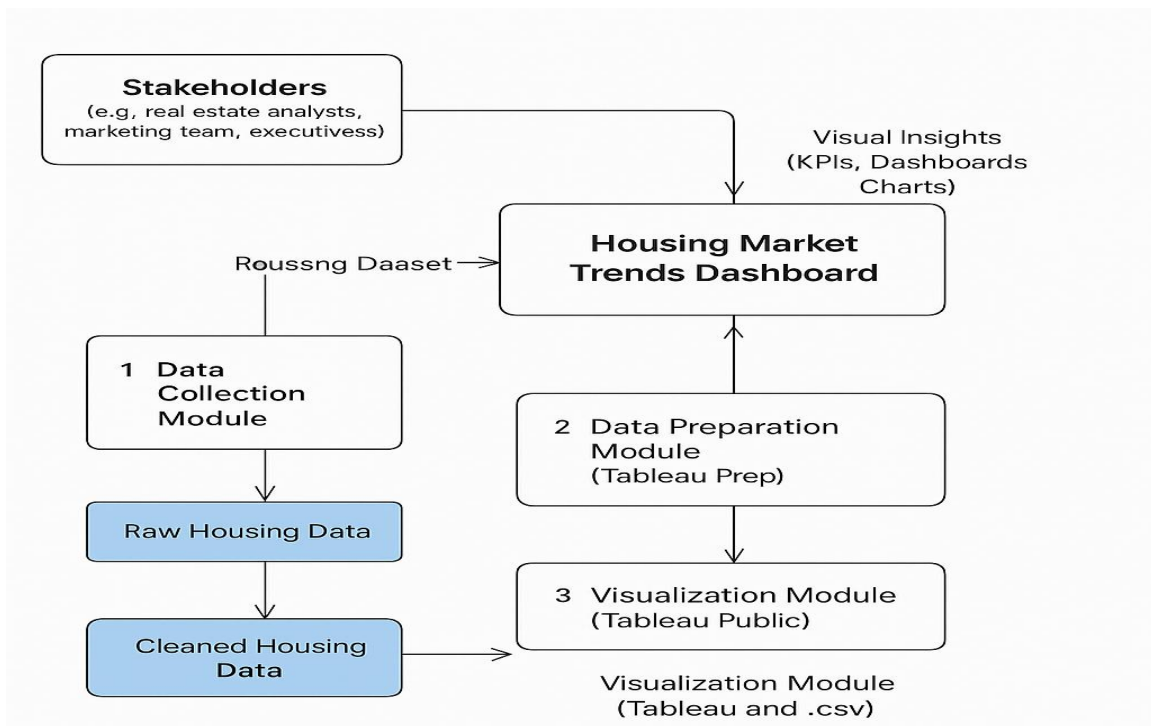 Stakeholders
(e.g, real estate analysts,
marketing team, executivess)
Visual Insights
(KPIs, Dashboards
Charts)
Housing Market
Trends Dashboard
Roussng Daaset
1 Data
Collection
Module
2 Data Preparation
Module
(Tableau Prep)
Raw Housing Data
3 Visualization Module
(Tableau Public)
Cleaned Housing
Data
Visualization Module
(Tableau and .csv)